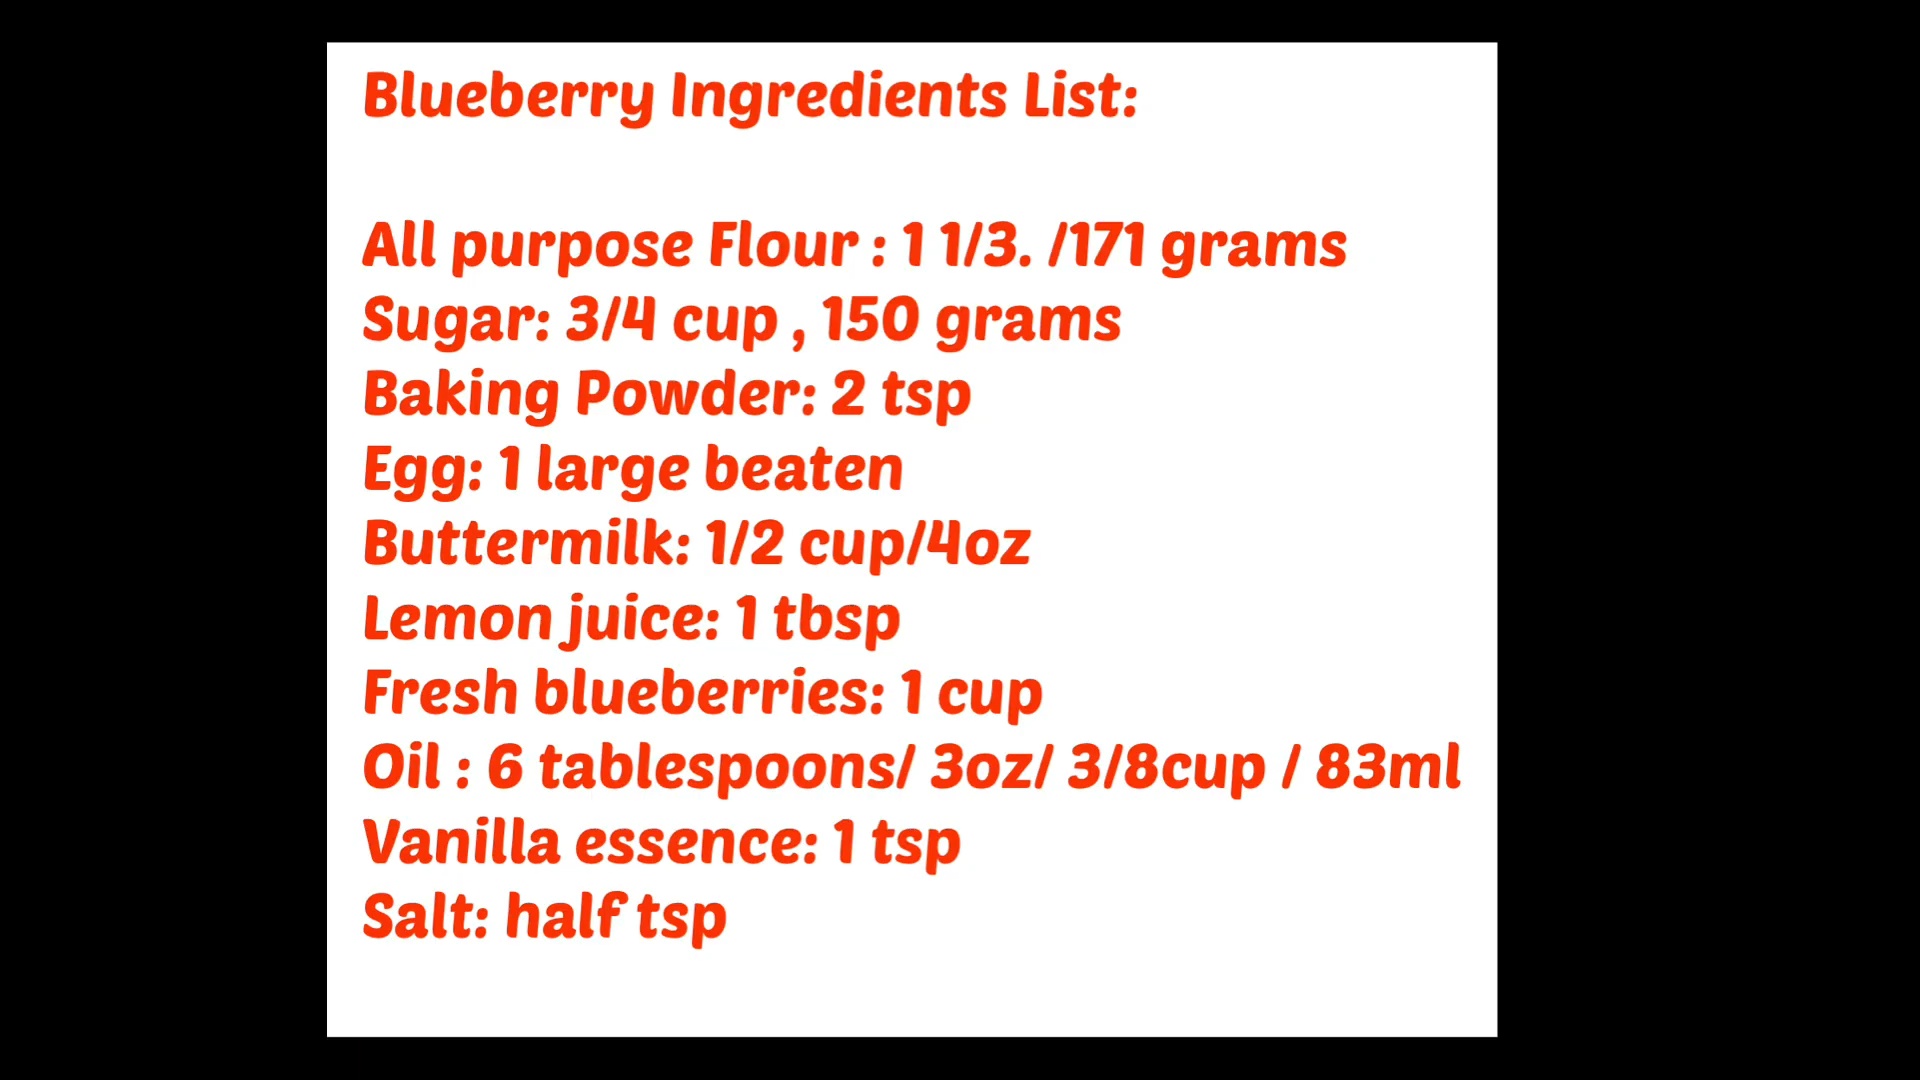 Blueberry Ingredients List:
All purpose Flour : 1 1/3. /171 grams
Sugar: 3/4 cup , 150 grams
Baking Powder: 2 tsp
Egg: 1 large beaten
Buttermilk: 1/2 cup/4oz
Lemon juice: 1 tbsp
Fresh blueberries: 1 cup
Oil : 6 tablespoons/ 3oz/ 3/8cup / 83ml
Vanilla essence: 1 tsp
Salt: half tsp